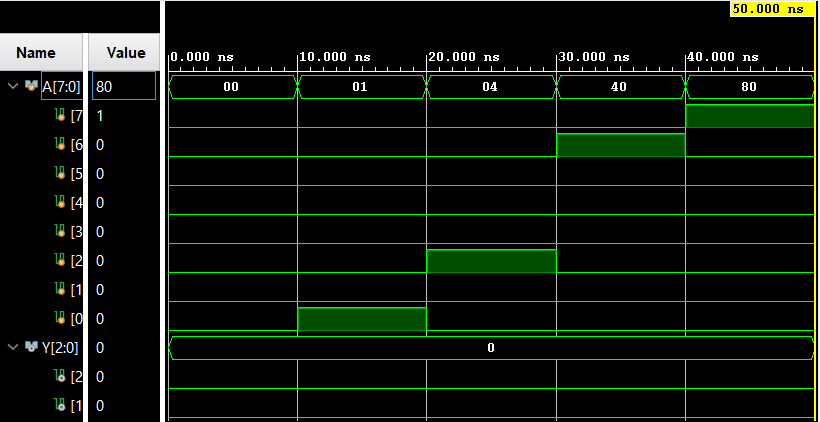 50.000 ns
Name Value
0.000 ns 10.000 ns 20.000 ns 30.000 ns 40.000 ns
A[7:0] 80 00 01 04 40 80
[7 1
[6 0
[5 0
[4 0
[3 0
[2 0
[1 0
[0 0
Y[2:0] 0 0
[2 0
[1 0